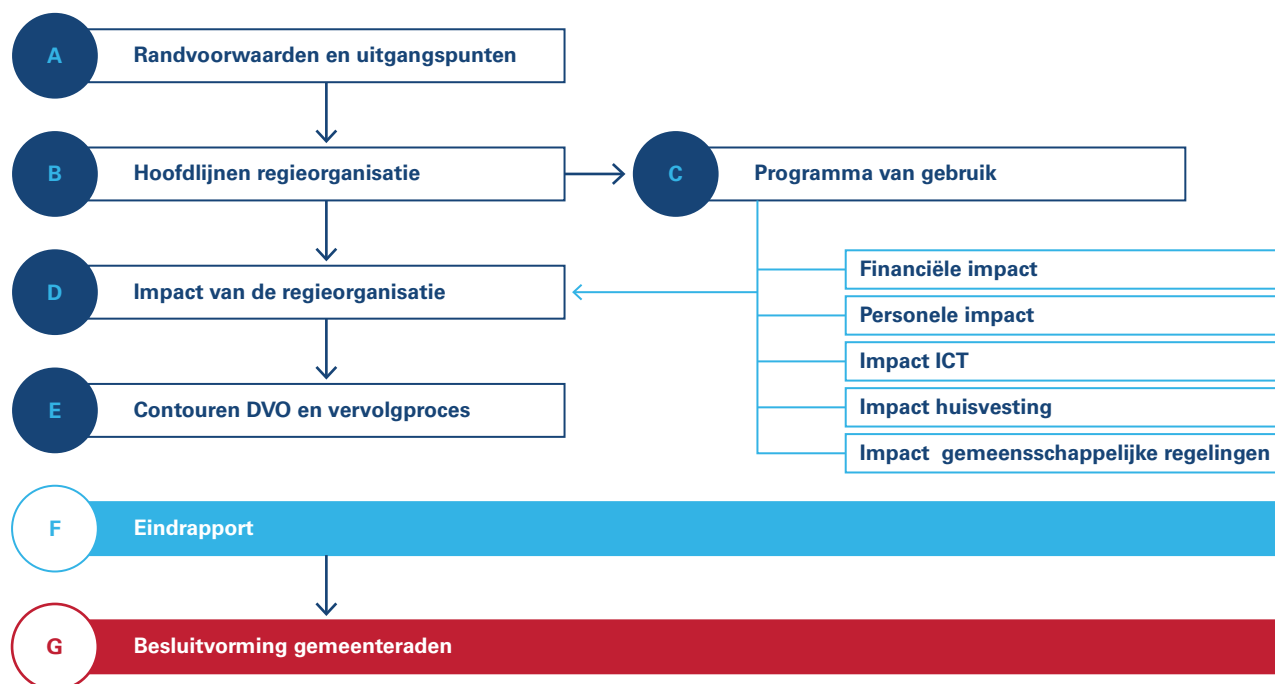 A
Randvoorwaarden en uitgangspunten
B
Hoofdlijnen regieorganisatie
C
Programma van gebruik
Financiële impact
D
Impact van de regieorganisatie
Personele impact
Impact ICT
Impact huisvesting
Impact gemeensschappelijke regelingen
E
Contouren DVO en vervolgproces
F
Eindrapport
G
Besluitvorming gemeenteraden